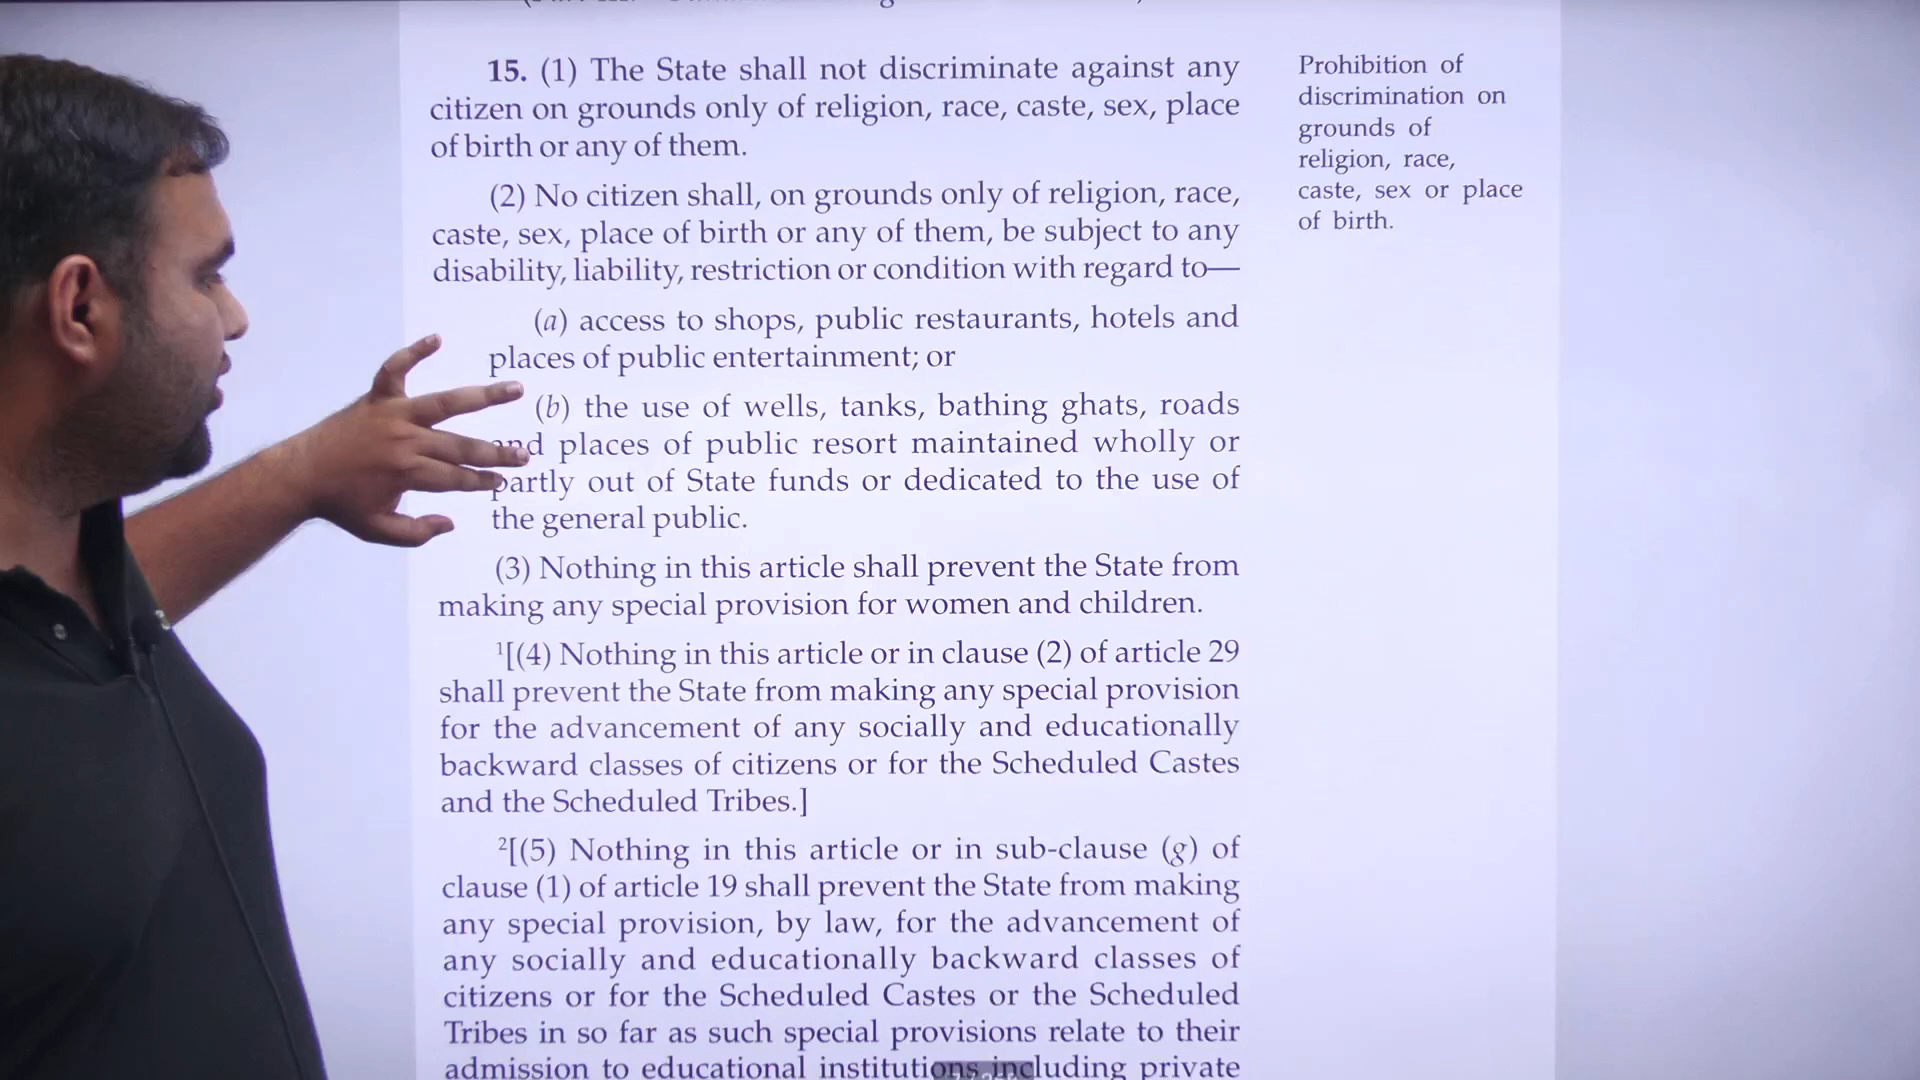 15. (1) The State shall not discriminate against any
citizen on grounds only of religion, race, caste, sex, place
of birth or any of them.
(2) No citizen shall, on grounds only of religion, race,
caste, sex, place of birth or any of them, be subject to any
disability, liability, restriction or condition with regard to—
(a) access to shops, public restaurants, hotels and
places of public entertainment; or
(b) the use of wells, tanks, bathing ghats, roads
and places of public resort maintained wholly or
partly out of State funds or dedicated to the use of
the general public.
(3) Nothing in this article shall prevent the State from
making any special provision for women and children.
¹[(4) Nothing in this article or in clause (2) of article 29
shall prevent the State from making any special provision
for the advancement of any socially and educationally
backward classes of citizens or for the Scheduled Castes
and the Scheduled Tribes.]
²[(5) Nothing in this article or in sub-clause (g) of
clause (1) of article 19 shall prevent the State from making
any special provision, by law, for the advancement of
any socially and educationally backward classes of
citizens or for the Scheduled Castes or the Scheduled
Tribes in so far as such special provisions relate to their
admission to educational institutions including private
Prohibition of
discrimination on
grounds of
religion, race,
caste, sex or place
of birth.